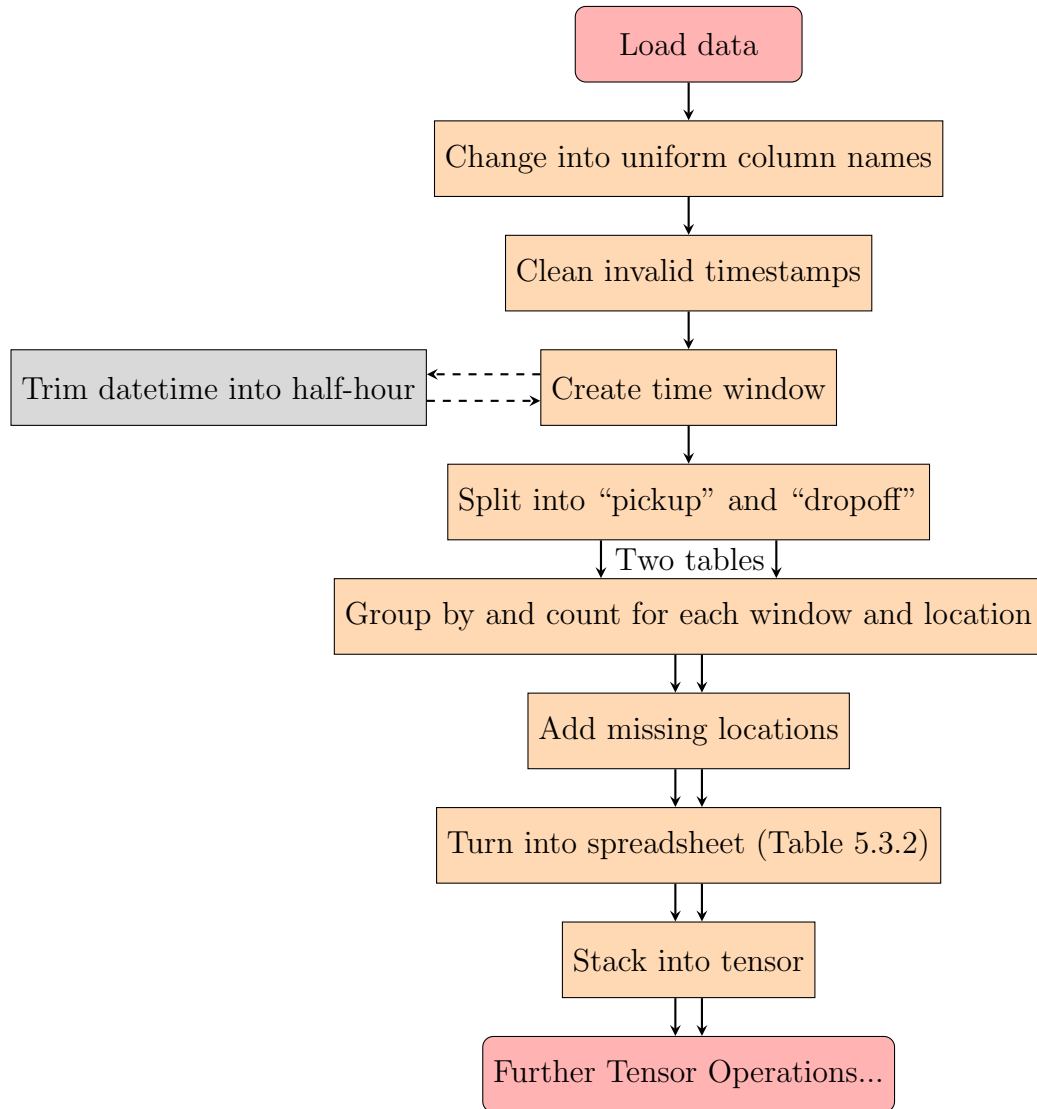 Load data
Change into uniform column names
Clean invalid timestamps
Trim datetime into half-hour
Create time window
Split into “pickup” and “dropoff”
Two tables
Group by and count for each window and location
Add missing locations
Turn into spreadsheet (Table 5.3.2)
Stack into tensor
Further Tensor Operations...